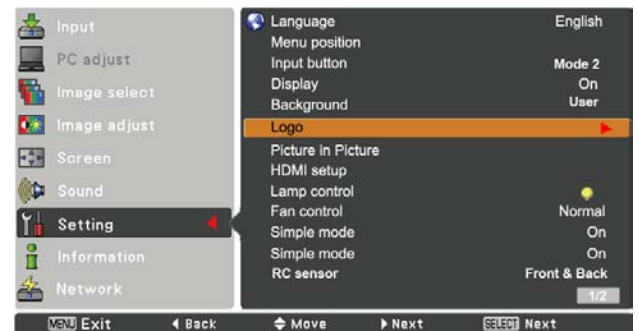 Input
PC adjust
Image select
Image adjust
Screen
Sound
Setting
Information
Network
Language English
Menu position
Input button Mode 2
Display On
Background User
Logo
Picture in Picture
HDMI setup
Lamp control
Fan control Normal
Simple mode On
Simple mode On
RC sensor Front & Back
1/2
MENU Exit Back Move Next SELECT Next